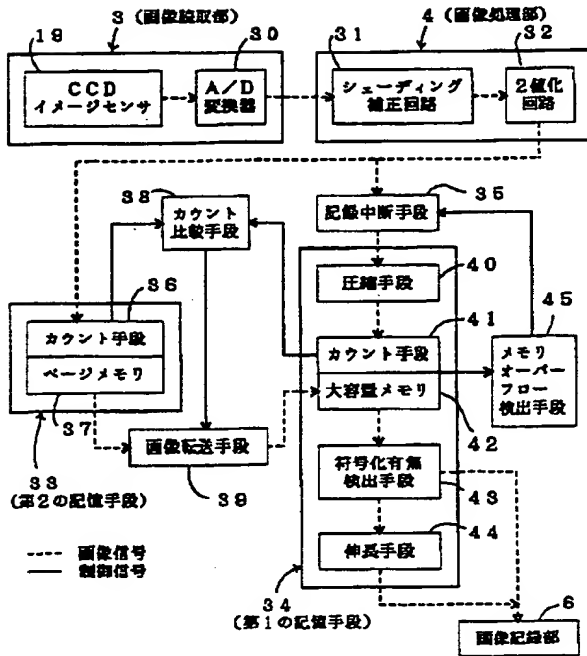 3 (画像読取部)
4 (画像処理部)
19
30
31
32
CCD
イメージセンサ
A/D
変換器
シェーディング
補正回路
2値化
回路
38
カウント
比較手段
35
記録中断手段
36
カウント手段
ページメモリ
37
33
(第2の記憶手段)
画像転送手段
39
40
圧縮手段
41
カウント手段
大容量メモリ
42
45
メモリ
オーバー
フロー
検出手段
符号化有無
検出手段
43
44
伸長手段
34
(第1の記憶手段)
画像信号
制御信号
6
画像記録部